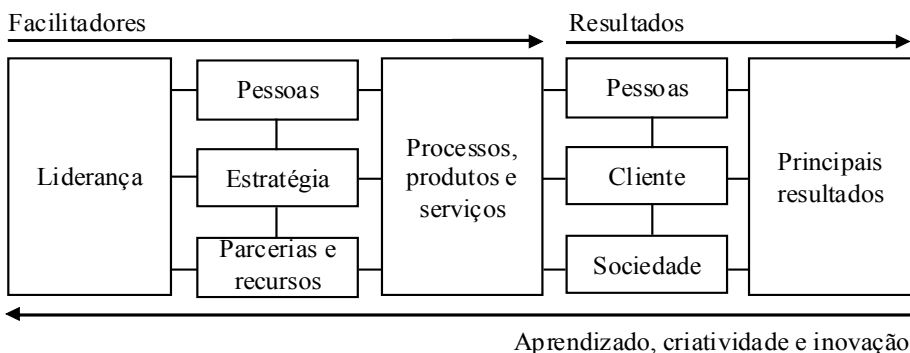 Facilitadores
Resultados
Liderança
Pessoas
Estratégia
Parcerias e
recursos
Processos,
produtos e
serviços
Pessoas
Cliente
Sociedade
Principais
resultados
Aprendizado, criatividade e inovação